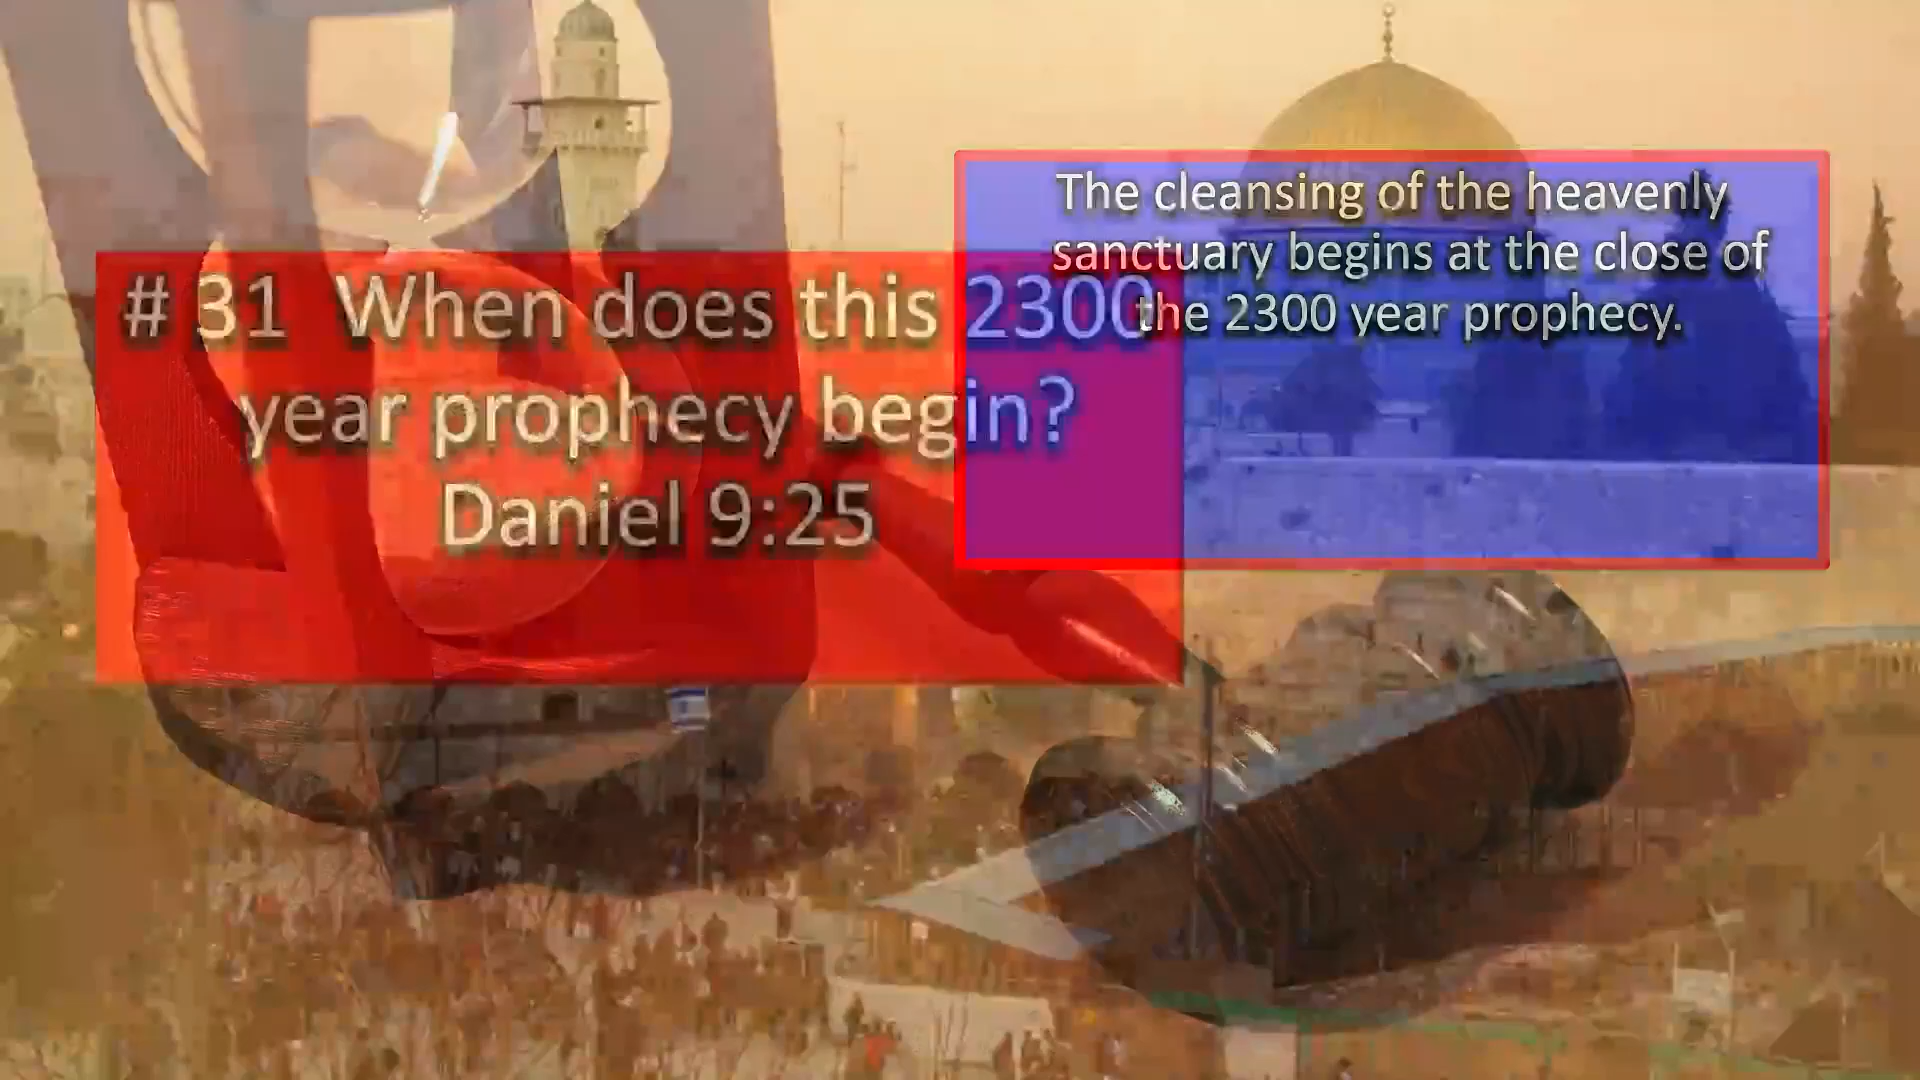 # 31 When does this 2300
year prophecy begin?
Daniel 9:25
The cleansing of the heavenly
sanctuary begins at the close of
the 2300 year prophecy.